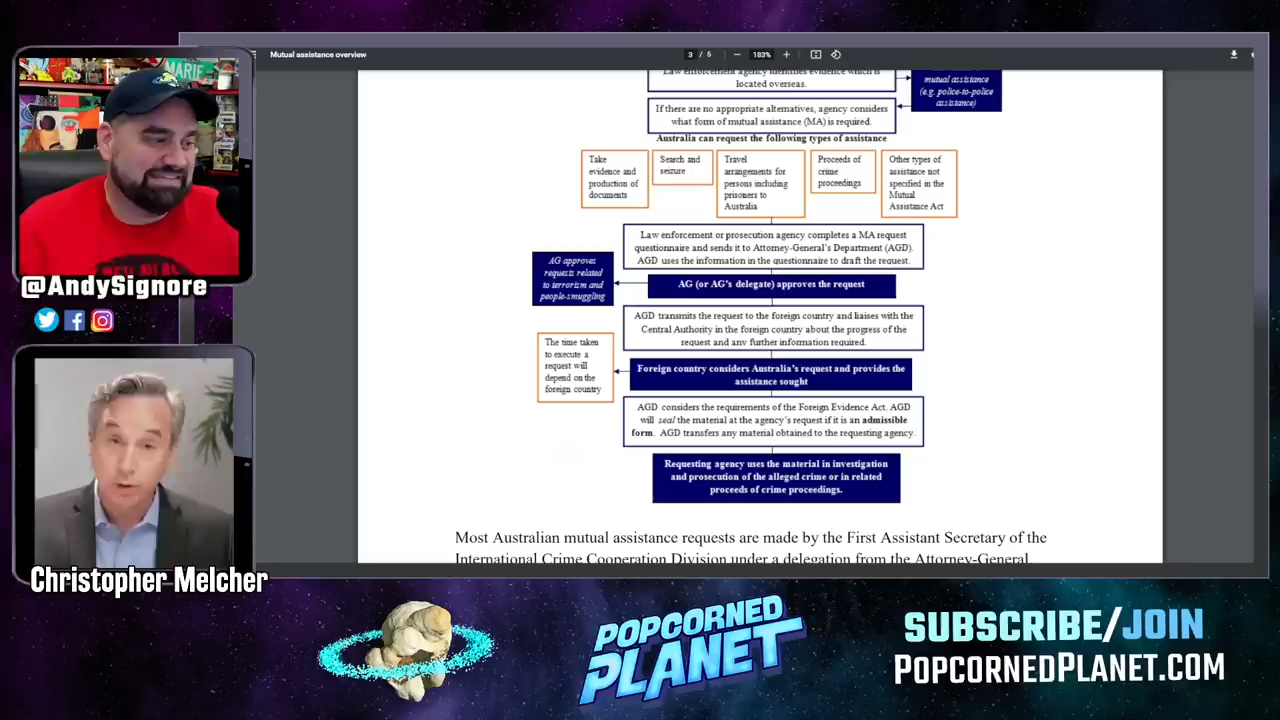 MARIE
@AndySignore
Christopher Melcher
Mutual assistance overview
3 / 5
183%
Law enforcement agency identifies evidence which is
located overseas.
mutual assistance
(e.g. police-to-police
assistance)
If there are no appropriate alternatives, agency considers
what form of mutual assistance (MA) is required.
Australia can request the following types of assistance
Take
evidence and
production of
documents
Search and
seizure
Travel
arrangements for
persons including
prisoners to
Australia
Proceeds of
crime
proceedings
Other types of
assistance not
specified in the
Mutual
Assistance Act
Law enforcement or prosecution agency completes a MA request
questionnaire and sends it to Attorney-General's Department (AGD).
AGD uses the information in the questionnaire to draft the request.
AG approves
requests related
to terrorism and
people-smuggling
AG (or AG's delegate) approves the request
AGD transmits the request to the foreign country and liaises with the
Central Authority in the foreign country about the progress of the
request and any further information required.
The time taken
to execute a
request will
depend on the
foreign country
Foreign country considers Australia's request and provides the
assistance sought
AGD considers the requirements of the Foreign Evidence Act. AGD
will seal the material at the agency's request if it is an admissible
form. AGD transfers any material obtained to the requesting agency.
Requesting agency uses the material in investigation
and prosecution of the alleged crime or in related
proceeds of crime proceedings.
Most Australian mutual assistance requests are made by the First Assistant Secretary of the
International Crime Cooperation Division under a delegation from the Attorney-General.
POPCORNED
PLANET
SUBSCRIBE/JOIN
POPCORNEDPLANET.COM